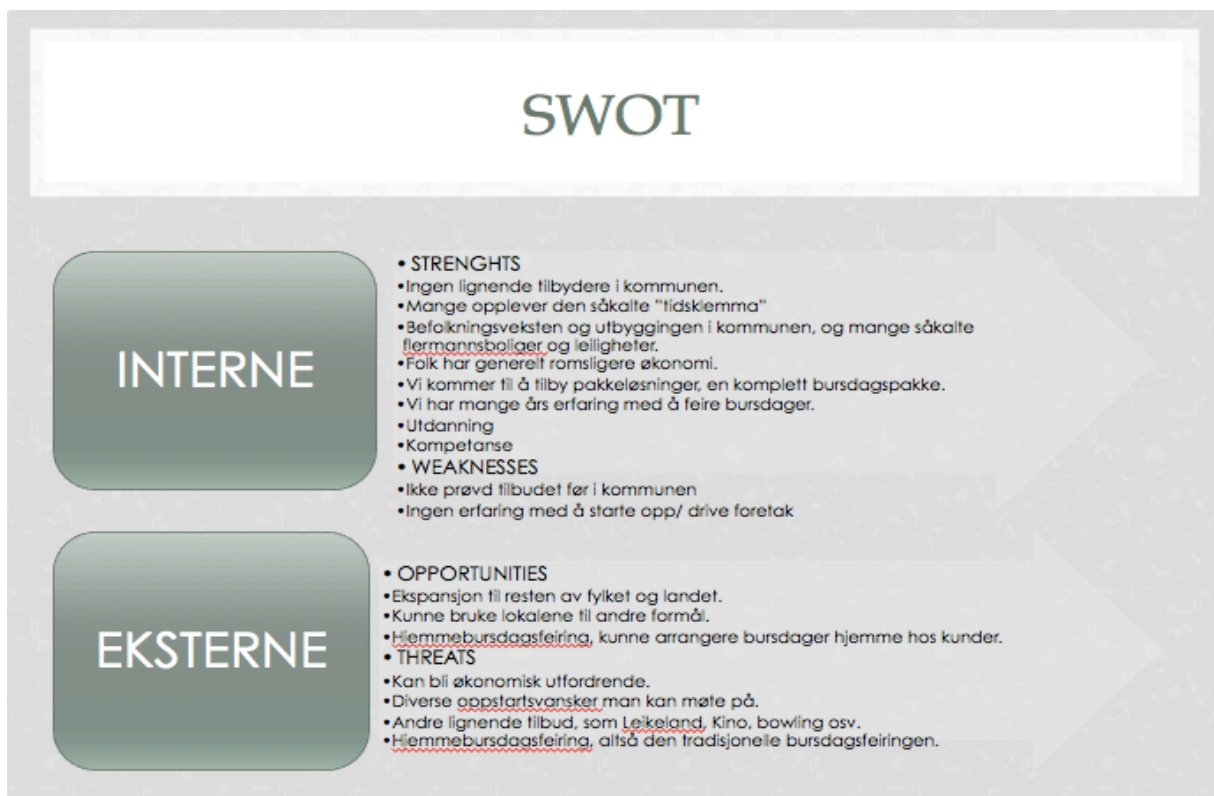 SWOT
INTERNE
• STRENGHTS
•Ingen lignende tilbydere i kommunen.
•Mange opplever den såkalte "tidsklemma"
•Befolkningsveksten og utbyggingen i kommunen, og mange såkalte
flermannsboliger og leiligheter.
•Folk har generelt romsligere økonomi.
•Vi kommer til å tilby pakkeløsninger, en komplett bursdagspakke.
•Vi har mange års erfaring med å feire bursdager.
•Utdanning
•Kompetanse
• WEAKNESSES
•Ikke prøvd tilbudet før i kommunen
•Ingen erfaring med å starte opp/ drive foretak
EKSTERNE
• OPPORTUNITIES
•Ekspansjon til resten av fylket og landet.
•Kunne bruke lokalene til andre formål.
•Hjemmebursdagsfeiring, kunne arrangere bursdager hjemme hos kunder.
• THREATS
•Kan bli økonomisk utfordrende.
•Diverse oppstartsvansker man kan møte på.
•Andre lignende tilbud, som Leikeland, Kino, bowling osv.
•Hjemmebursdagsfeiring, altså den tradisjonelle bursdagsfeiringen.